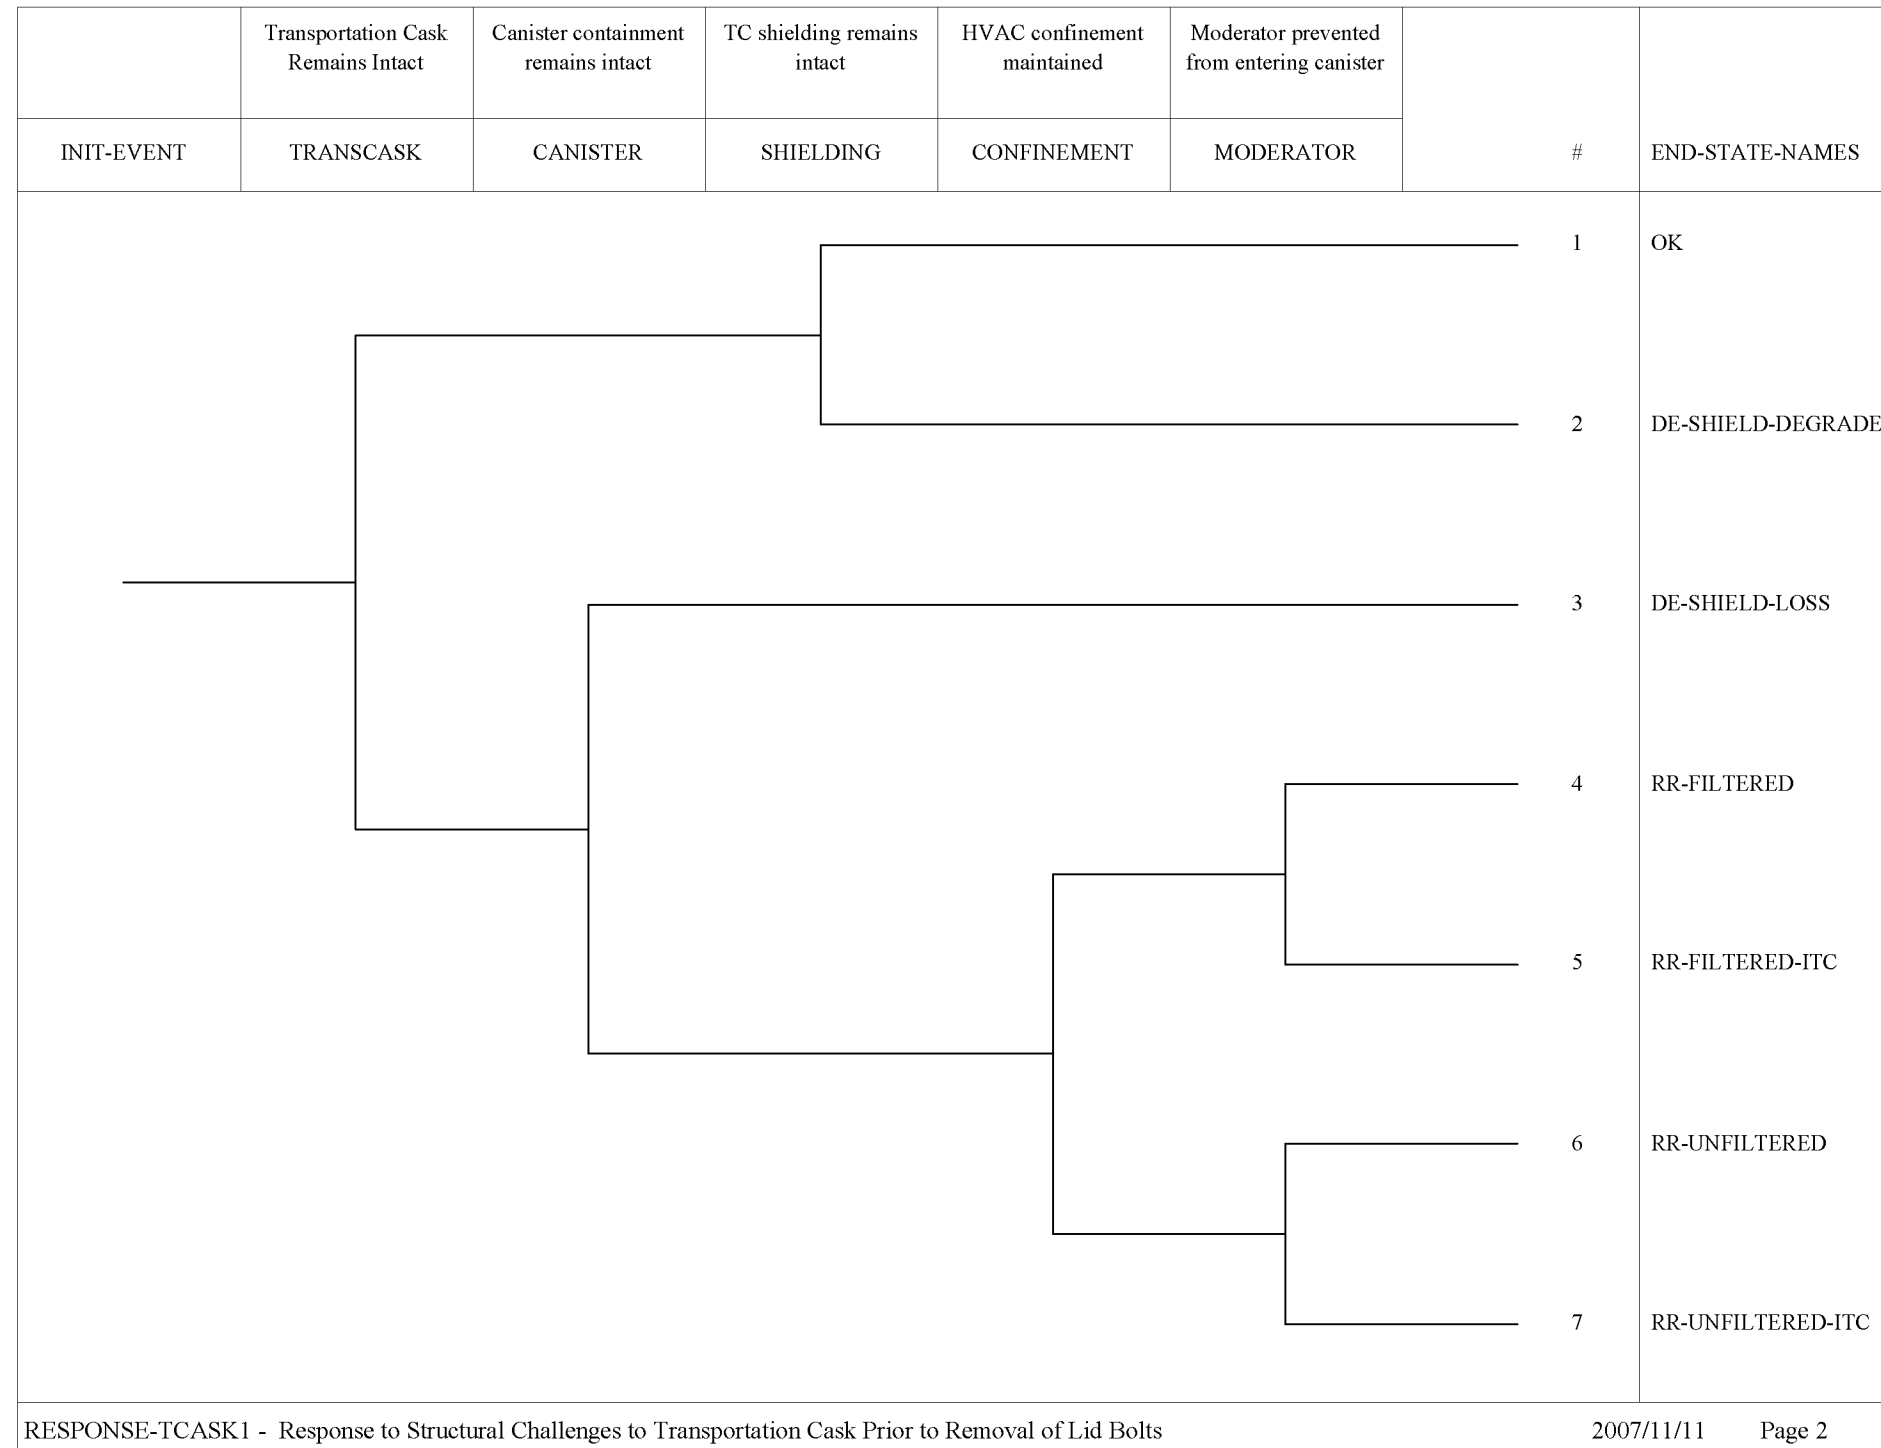 Transportation Cask
Remains Intact
Canister containment
remains intact
TC shielding remains
intact
HVAC confinement
maintained
Moderator prevented
from entering canister
INIT-EVENT
TRANSCASK
CANISTER
SHIELDING
CONFINEMENT
MODERATOR
#
END-STATE-NAMES
1 OK
2 DE-SHIELD-DEGRADE
3 DE-SHIELD-LOSS
4 RR-FILTERED
5 RR-FILTERED-ITC
6 RR-UNFILTERED
7 RR-UNFILTERED-ITC
RESPONSE-TCASK1 - Response to Structural Challenges to Transportation Cask Prior to Removal of Lid Bolts 2007/11/11 Page 2